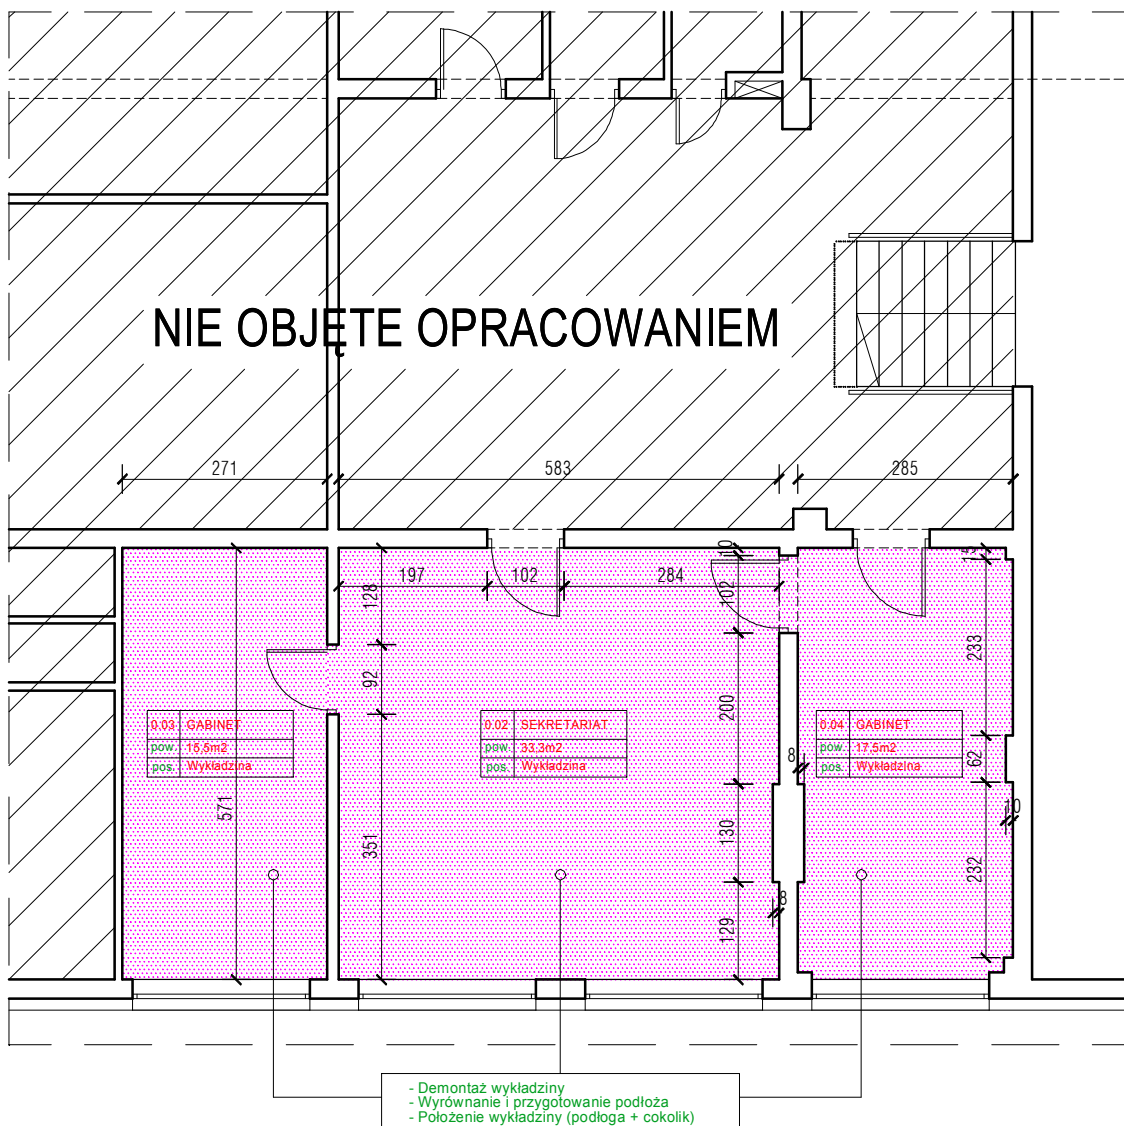 NIE OBJĘTE OPRACOWANIEM
271
583
285
10
5
197
102
284
128
102
233
92
200
0.03 GABINET
pow. 15,5m2
pos. Wykładzina
0.02 SEKRETARIAT
pow. 33,3m2
pos. Wykładzina
0.04 GABINET
pow. 17,5m2
pos. Wykładzina
8
62
571
351
130
10
232
8
129
- Demontaż wykładziny
- Wyrównanie i przygotowanie podłoża
- Położenie wykładziny (podłoga + cokolik)